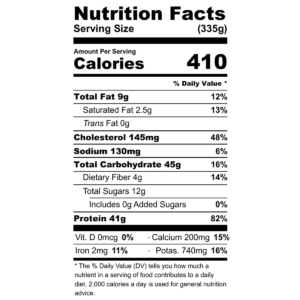 Nutrition Facts
Serving Size (335g)
Amount Per Serving
Calories 410
% Daily Value *
Total Fat 9g 12%
Saturated Fat 2.5g 13%
Trans Fat 0g
Cholesterol 145mg 48%
Sodium 130mg 6%
Total Carbohydrate 45g 16%
Dietary Fiber 4g 14%
Total Sugars 12g
Includes 0g Added Sugars 0%
Protein 41g 82%
Vit. D 0mcg 0% · Calcium 200mg 15%
Iron 2mg 11% · Potas. 740mg 16%
* The % Daily Value (DV) tells you how much a
nutrient in a serving of food contributes to a daily
diet. 2,000 calories a day is used for general nutrition
advice.